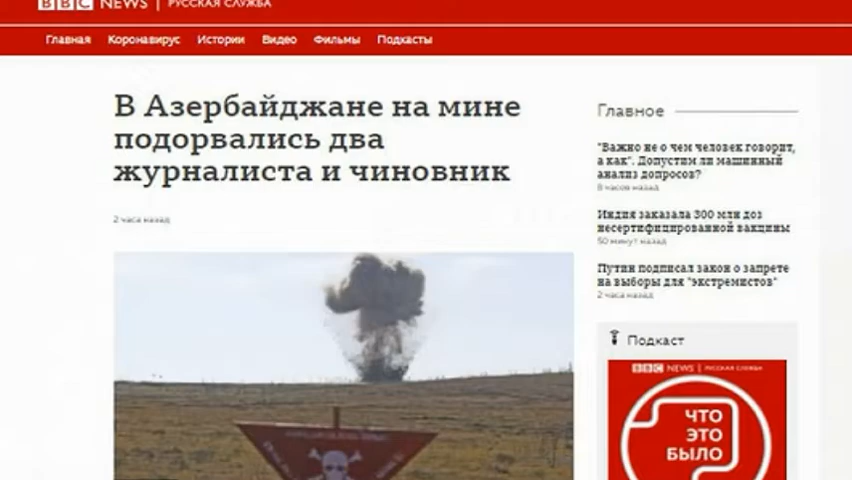 BBC NEWS | РУССКАЯ СЛУЖБА
Главная Коронавирус Истории Видео Фильмы Подкасты
В Азербайджане на мине
подорвались два
журналиста и чиновник
2 часа назад
Главное
"Важно не о чем человек говорит,
а как". Допустим ли машинный
анализ допросов?
8 часов назад
Индия заказала 300 млн доз
несертифицированной вакцины
50 минут назад
Путин подписал закон о запрете
на выборы для "экстремистов"
2 часа назад
Подкаст
BBC NEWS | РУССКАЯ СЛУЖБА
ЧТО
ЭТО
БЫЛО